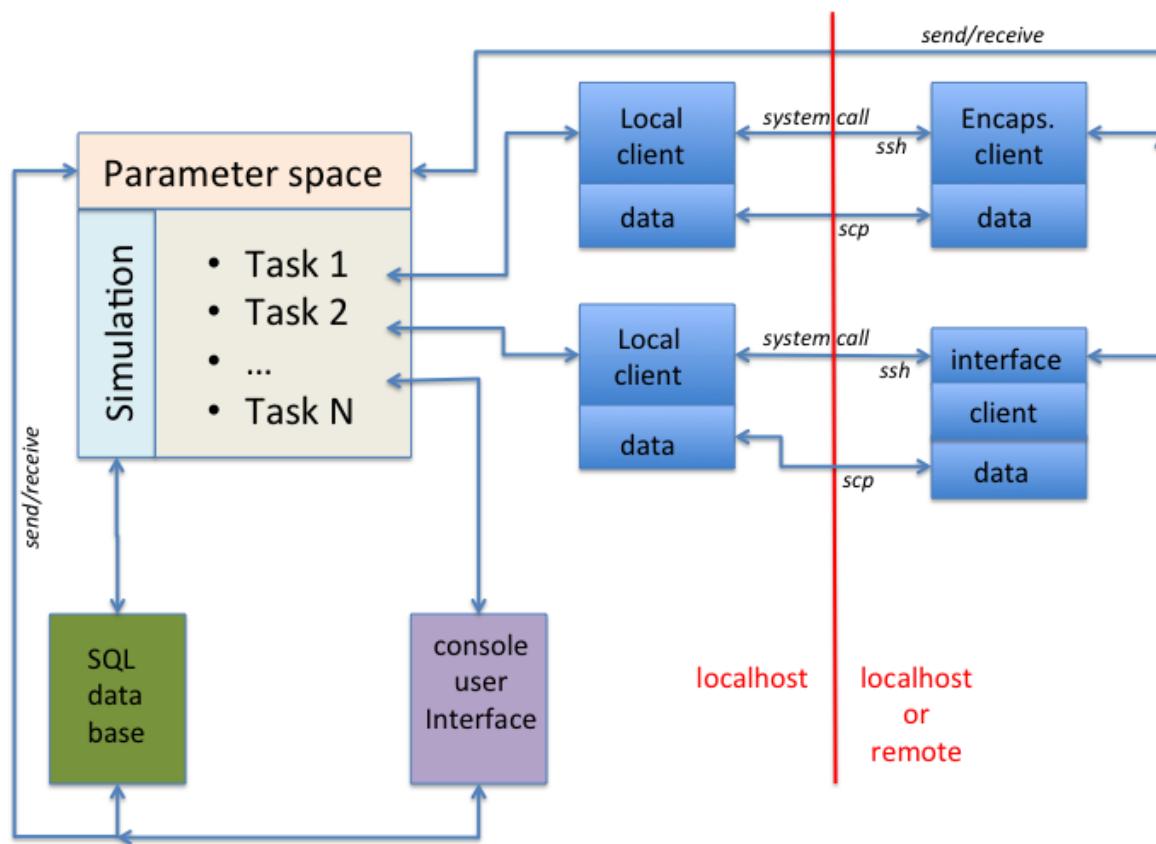 send/receive
Parameter space
Simulation
• Task 1
• Task 2
• ...
• Task N
Local
client
data
system call
ssh
scp
Encaps.
client
data
Local
client
data
system call
ssh
scp
interface
client
data
send/receive
SQL
data
base
console
user
Interface
localhost
localhost
or
remote